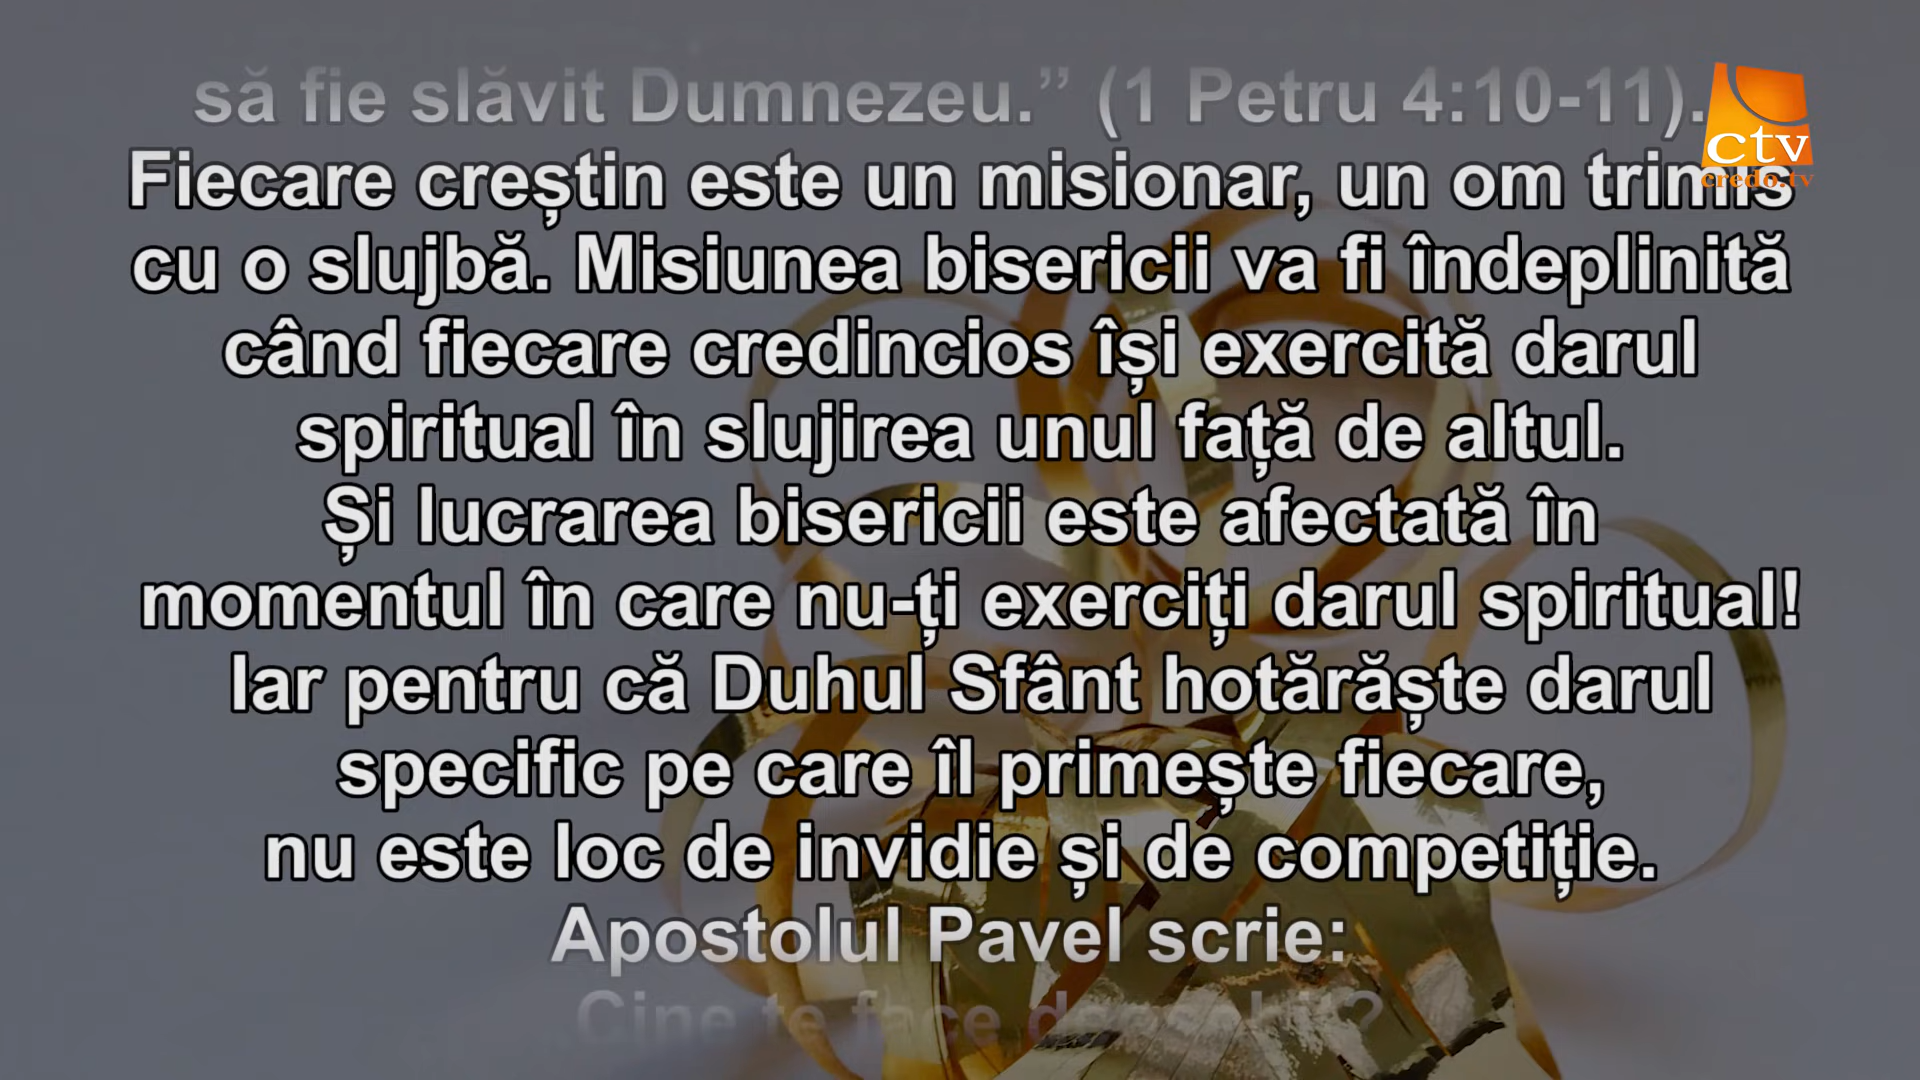 să fie slăvit Dumnezeu.” (1 Petru 4:10-11).
Fiecare creștin este un misionar, un om trimis
cu o slujbă. Misiunea bisericii va fi îndeplinită
când fiecare credincios își exercită darul
spiritual în slujirea unul față de altul.
Și lucrarea bisericii este afectată în
momentul în care nu-ți exerciți darul spiritual!
Iar pentru că Duhul Sfânt hotărăște darul
specific pe care îl primește fiecare,
nu este loc de invidie și de competiție.
Apostolul Pavel scrie:
Cine te face deosebit?
ctv
credo.tv